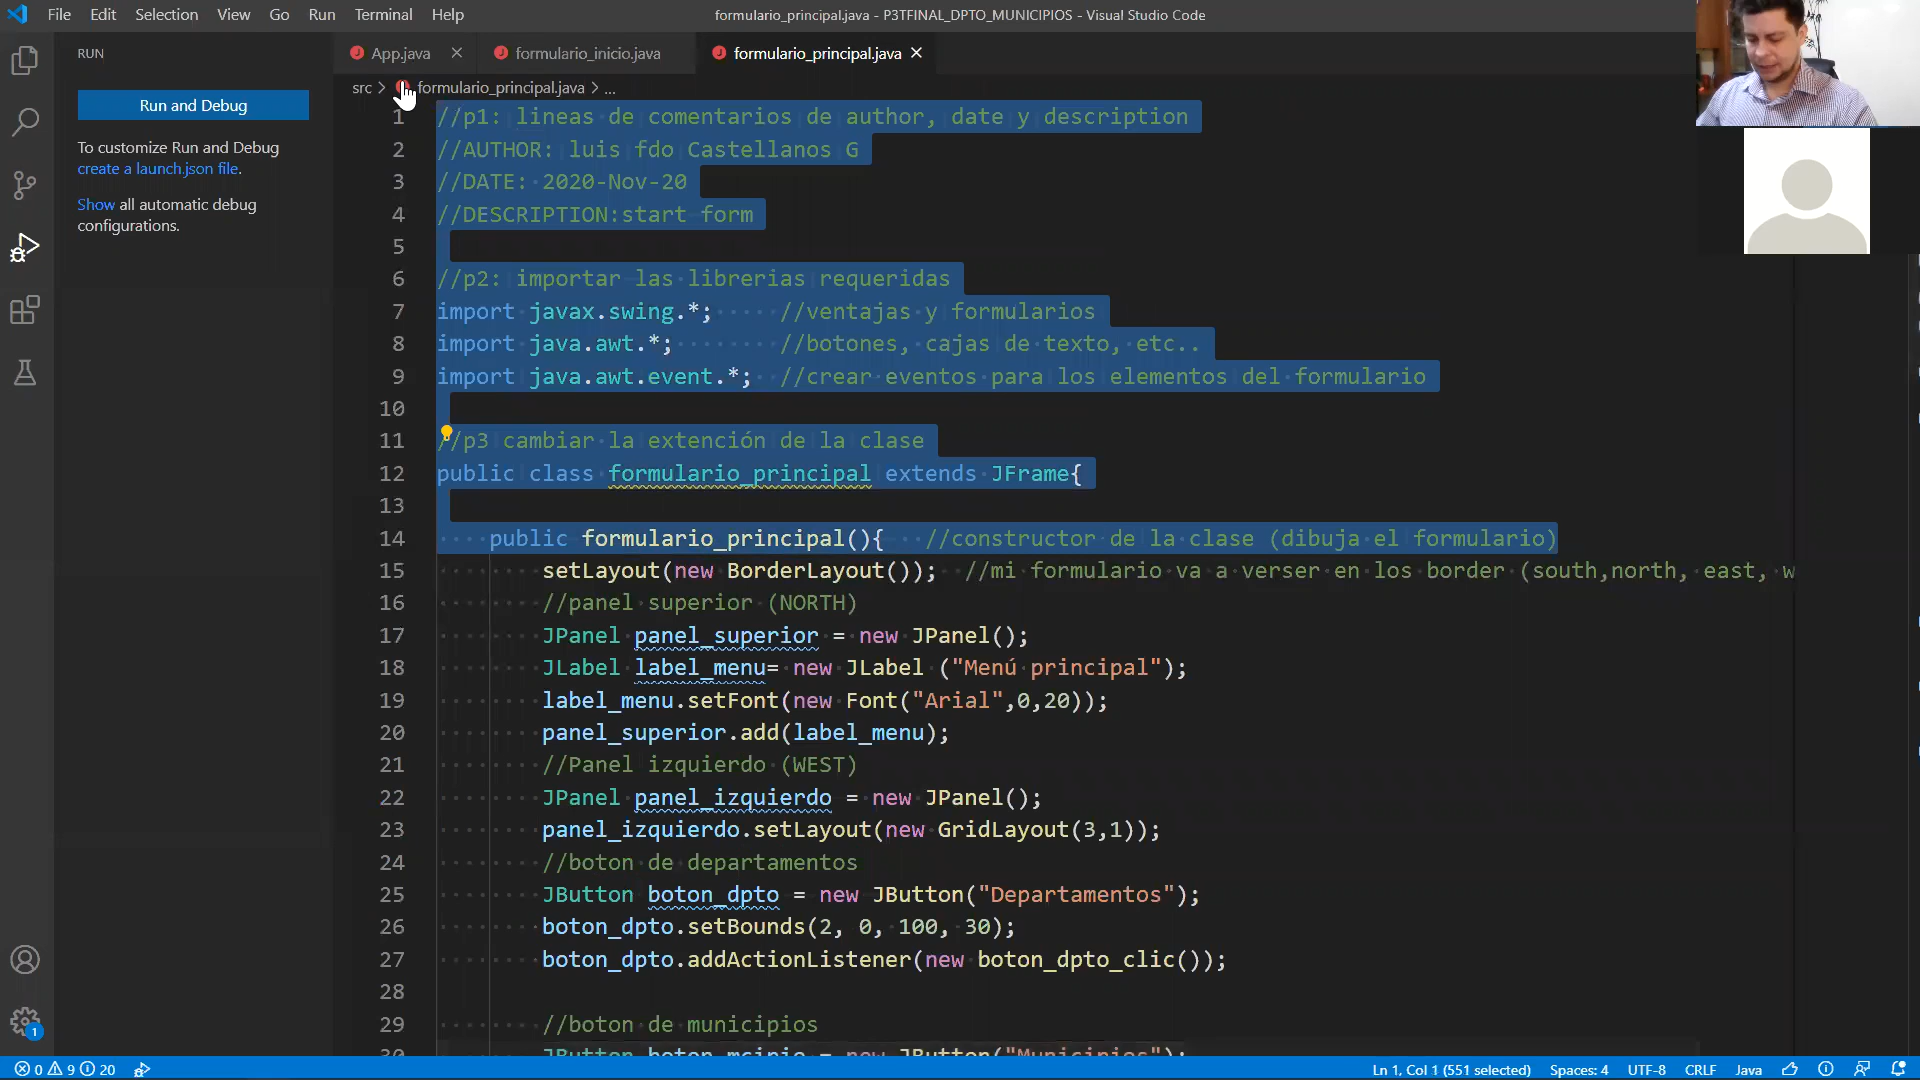 File Edit Selection View Go Run Terminal Help
formulario_principal.java - P3TFINAL_DPTO_MUNICIPIOS - Visual Studio Code
RUN
App.java formulario_inicio.java formulario_principal.java
src > formulario_principal.java > ...
Run and Debug
To customize Run and Debug
create a launch.json file.
Show all automatic debug
configurations.
1 //p1: lineas de comentarios de author, date y description
2 //AUTHOR: luis fdo Castellanos G
3 //DATE: 2020-Nov-20
4 //DESCRIPTION:start form
5
6 //p2: importar las librerias requeridas
7 import javax.swing.*; //ventajas y formularios
8 import java.awt.*; //botones, cajas de texto, etc..
9 import java.awt.event.*; //crear eventos para los elementos del formulario
10
11 //p3 cambiar la extención de la clase
12 public class formulario_principal extends JFrame{
13
14 public formulario_principal(){ //constructor de la clase (dibuja el formulario)
15 setLayout(new BorderLayout()); //mi formulario va a verser en los border (south,north, east, w
16 //panel superior (NORTH)
17 JPanel panel_superior = new JPanel();
18 JLabel label_menu= new JLabel ("Menú principal");
19 label_menu.setFont(new Font("Arial",0,20));
20 panel_superior.add(label_menu);
21 //Panel izquierdo (WEST)
22 JPanel panel_izquierdo = new JPanel();
23 panel_izquierdo.setLayout(new GridLayout(3,1));
24 //boton de departamentos
25 JButton boton_dpto = new JButton("Departamentos");
26 boton_dpto.setBounds(2, 0, 100, 30);
27 boton_dpto.addActionListener(new boton_dpto_clic());
28
29 //boton de municipios
30 JButton boton_mcipio = new JButton("Municipios");
1
0 9 20
Ln 1, Col 1 (551 selected) Spaces: 4 UTF-8 CRLF Java